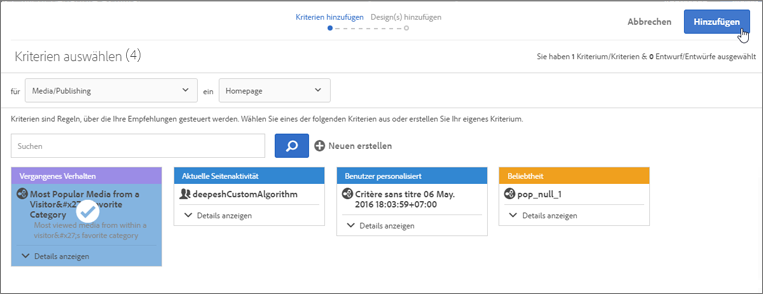 Kriterien hinzufügen Design(s) hinzufügen
Abbrechen
Hinzufügen
Kriterien auswählen (4)
Sie haben 1 Kriterium/Kriterien & 0 Entwurf/Entwürfe ausgewählt
für Media/Publishing ein Homepage
Kriterien sind Regeln, über die Ihre Empfehlungen gesteuert werden. Wählen Sie eines der folgenden Kriterien aus oder erstellen Sie Ihr eigenes Kriterium.
Suchen
Neuen erstellen
Vergangenes Verhalten
Most Popular Media from a
Visitor&#x27 Favorite
Category
Most viewed media from within a
visitor&#x27;s favorite category
Details anzeigen
Aktuelle Seitenaktivität
deepeshCustomAlgorithm
Details anzeigen
Benutzer personalisiert
Critère sans titre 06 May.
2016 18:03:59+07:00
Details anzeigen
Beliebtheit
pop_null_1
Details anzeigen